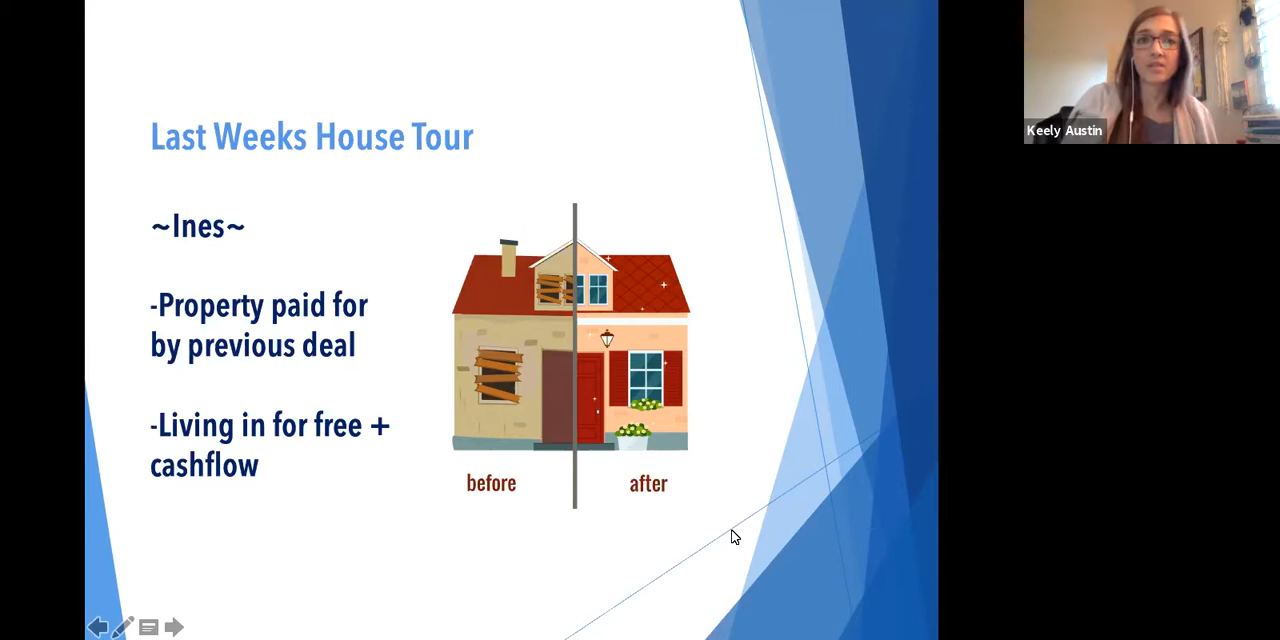 Last Weeks House Tour
~Ines~
-Property paid for
by previous deal
-Living in for free +
cashflow
before
after
Keely Austin